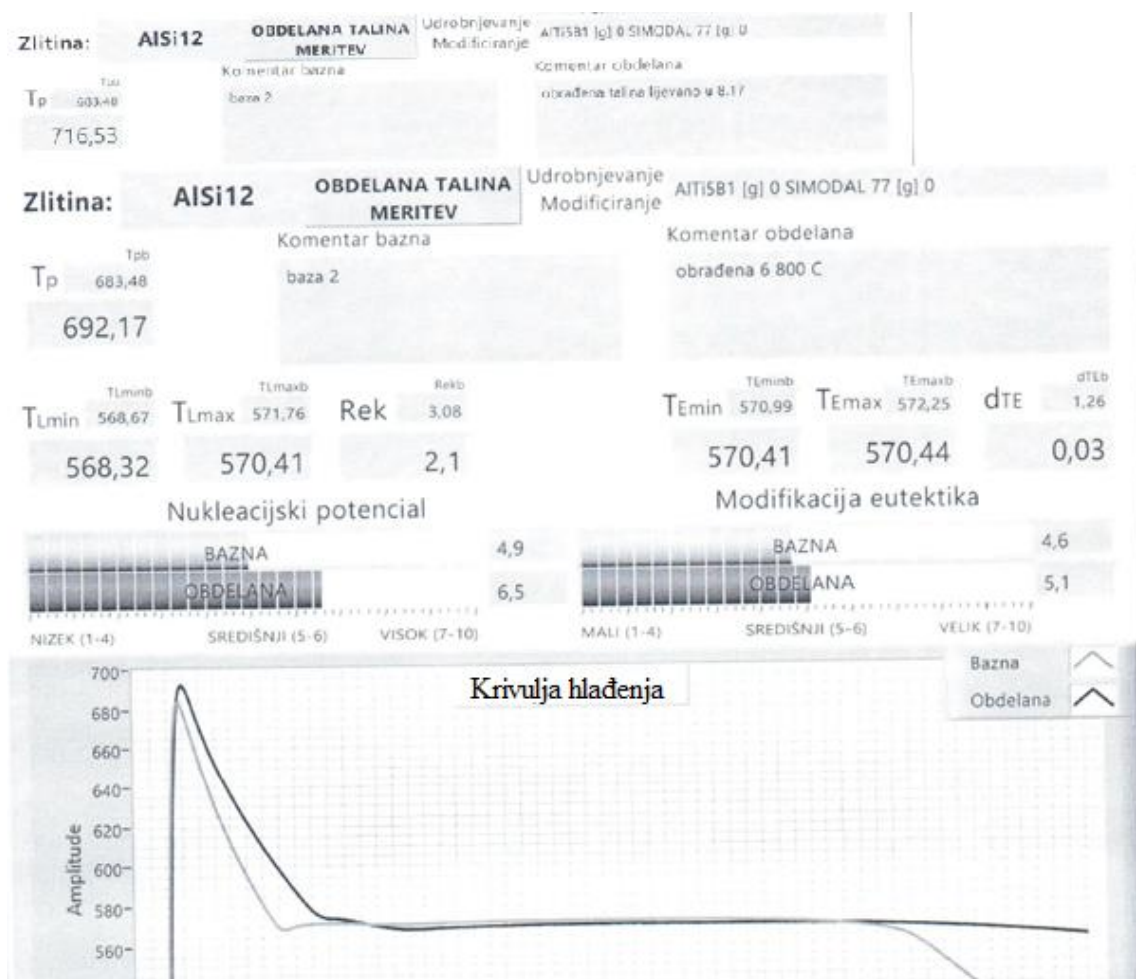 Zlitina: AlSi12 OBDELANA TALINA Udrobnjevanje AlTi5B1 [g] 0 SIMODAL 77 [g] 0
MERITEV Modificiranje
Komentar bazna Komentar obdelana
Tp 683,48 baza 2 obrađena talina lijevano u 8.17
716,53
Zlitina: AlSi12 OBDELANA TALINA Udrobnjevanje AlTi5B1 [g] 0 SIMODAL 77 [g] 0
MERITEV Modificiranje
Komentar bazna Komentar obdelana
Tpb
Tp 683,48 baza 2 obrađena 6 800 C
692,17
TLminb TLmaxb Rekb TEminb TEmaxb dTEb
TLmin 568,67 TLmax 571,76 Rek 3,08 TEmin 570,99 TEmax 572,25 dTE 1,26
568,32 570,41 2,1 570,41 570,44 0,03
Nukleacijski potencial Modifikacija eutektika
BAZNA 4,9 BAZNA 4,6
OBDELANA 6,5 OBDELANA 5,1
NIZEK (1-4) SREDIŠNJI (5-6) VISOK (7-10) MALI (1-4) SREDIŠNJI (5-6) VELIK (7-10)
Krivulja hlađenja
Bazna
Obdelana
Amplitude
700
680
660
640
620
600
580
560